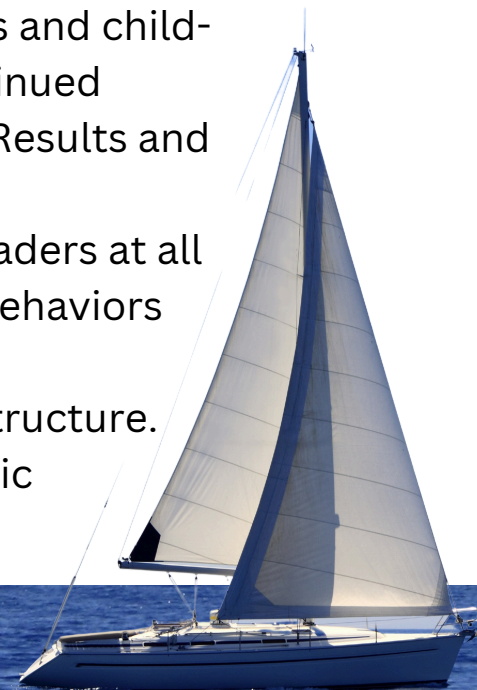 s and child-
inued
Results and
aders at all
ehaviors
tructure.
ic